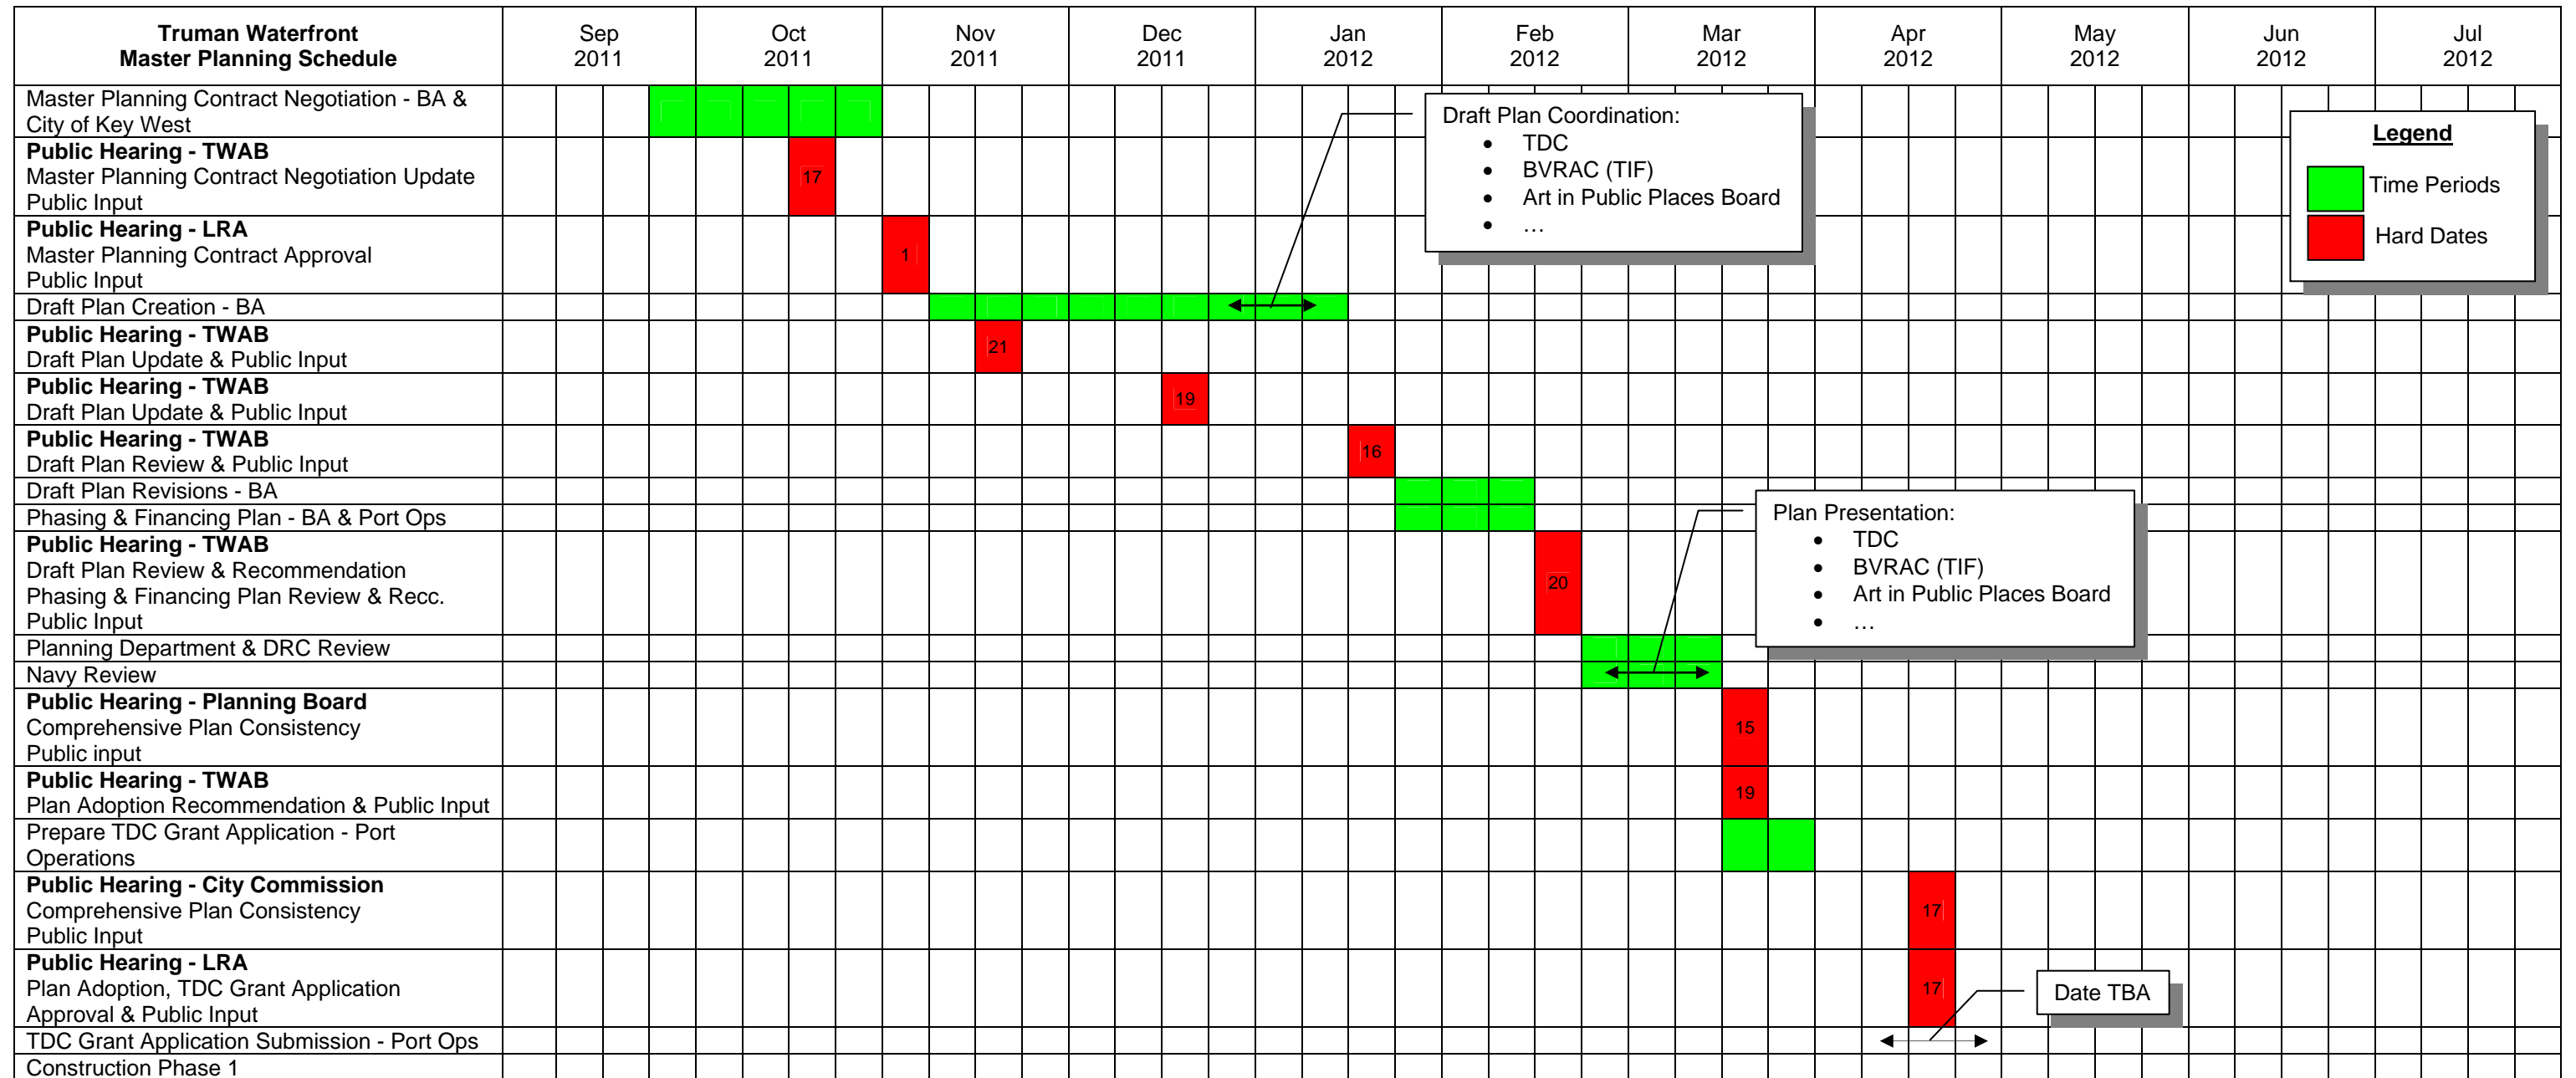 Truman Waterfront
Master Planning Schedule
Sep
2011
Oct
2011
Nov
2011
Dec
2011
Jan
2012
Feb
2012
Mar
2012
Apr
2012
May
2012
Jun
2012
Jul
2012
Master Planning Contract Negotiation - BA &
City of Key West
Public Hearing - TWAB
Master Planning Contract Negotiation Update
Public Input
17
Public Hearing - LRA
Master Planning Contract Approval
Public Input
1
Draft Plan Coordination:
• TDC
• BVRAC (TIF)
• Art in Public Places Board
• …
Legend
Time Periods
Hard Dates
Draft Plan Creation - BA
Public Hearing - TWAB
Draft Plan Update & Public Input
21
Public Hearing - TWAB
Draft Plan Update & Public Input
19
Public Hearing - TWAB
Draft Plan Review & Public Input
16
Draft Plan Revisions - BA
Phasing & Financing Plan - BA & Port Ops
Public Hearing - TWAB
Draft Plan Review & Recommendation
Phasing & Financing Plan Review & Recc.
Public Input
20
Plan Presentation:
• TDC
• BVRAC (TIF)
• Art in Public Places Board
• …
Planning Department & DRC Review
Navy Review
Public Hearing - Planning Board
Comprehensive Plan Consistency
Public input
15
Public Hearing - TWAB
Plan Adoption Recommendation & Public Input
19
Prepare TDC Grant Application - Port
Operations
Public Hearing - City Commission
Comprehensive Plan Consistency
Public Input
17
Public Hearing - LRA
Plan Adoption, TDC Grant Application
Approval & Public Input
17
Date TBA
TDC Grant Application Submission - Port Ops
Construction Phase 1